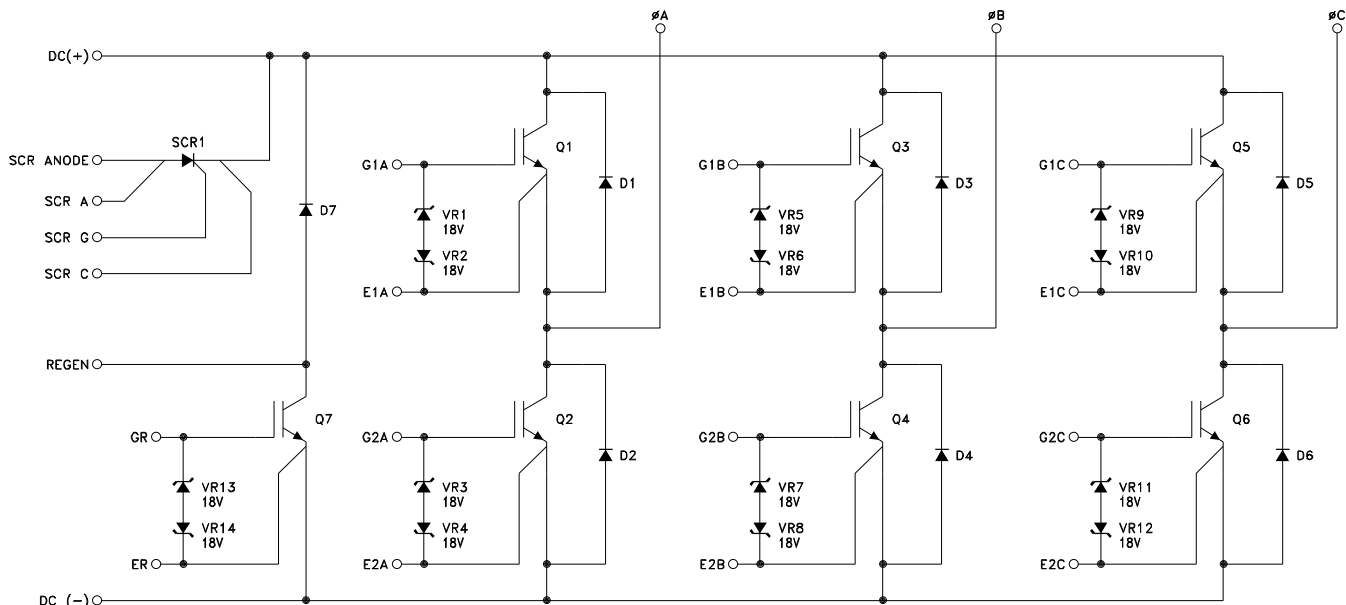 øA
øB
øC
DC(+)
SCR1
SCR ANODE
SCR A
SCR G
SCR C
D7
G1A
Q1
D1
VR1
18V
VR2
18V
E1A
G1B
Q3
D3
VR5
18V
VR6
18V
E1B
G1C
Q5
D5
VR9
18V
VR10
18V
E1C
REGEN
GR
Q7
VR13
18V
VR14
18V
ER
G2A
Q2
D2
VR3
18V
VR4
18V
E2A
G2B
Q4
D4
VR7
18V
VR8
18V
E2B
G2C
Q6
D6
VR11
18V
VR12
18V
E2C
DC (-)